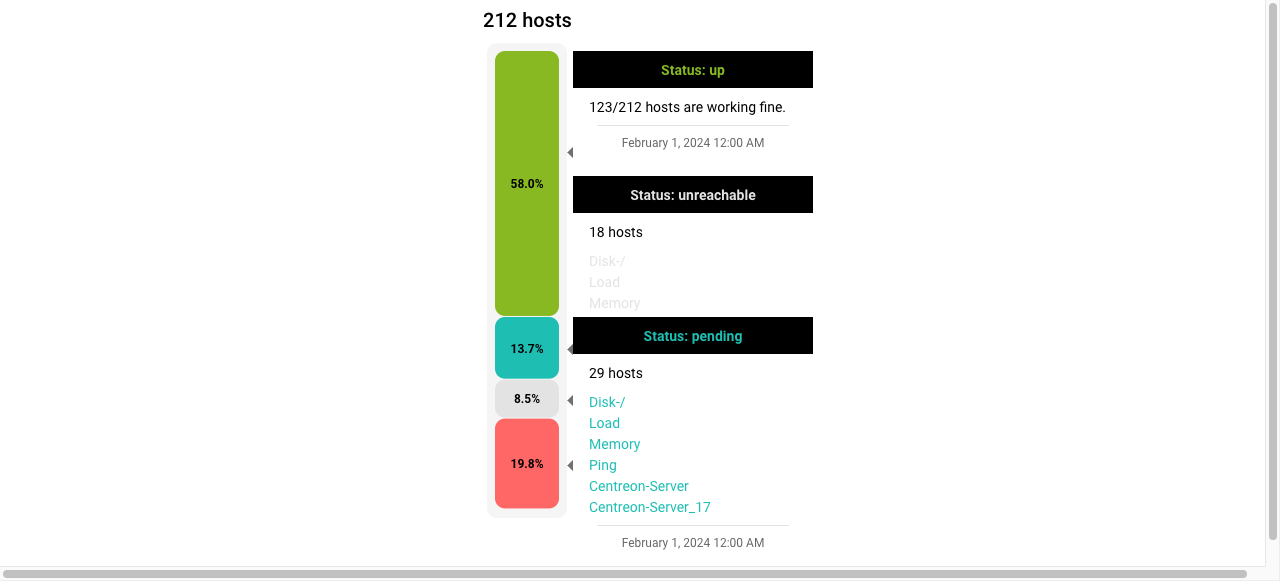 212 hosts
58.0%
13.7%
8.5%
19.8%
Status: up
123/212 hosts are working fine.
February 1, 2024 12:00 AM
Status: unreachable
18 hosts
Disk-/
Load
Memory
Status: pending
29 hosts
Disk-/
Load
Memory
Ping
Centreon-Server
Centreon-Server_17
February 1, 2024 12:00 AM